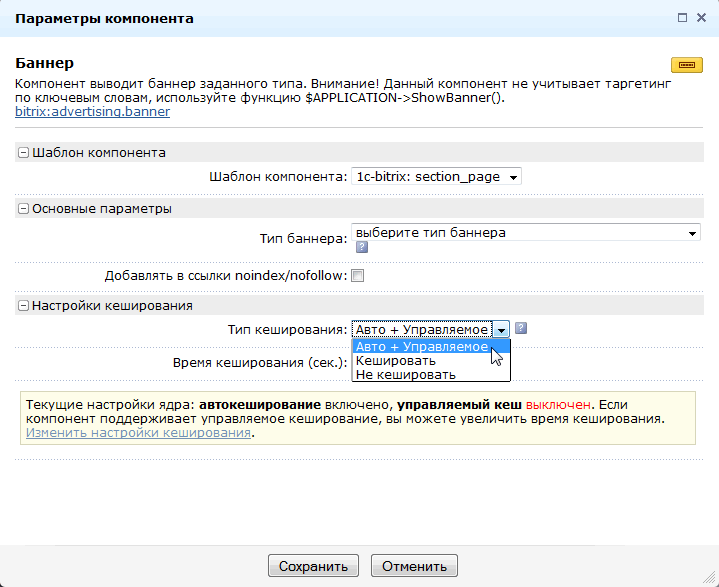 Параметры компонента
Баннер
Компонент выводит баннер заданного типа. Внимание! Данный компонент не учитывает таргетинг
по ключевым словам, используйте функцию $APPLICATION->ShowBanner().
bitrix:advertising.banner
Шаблон компонента
Шаблон компонента: 1c-bitrix: section_page
Основные параметры
Тип баннера: выберите тип баннера
?
Добавлять в ссылки noindex/nofollow:
Настройки кеширования
Тип кеширования: Авто + Управляемое ?
Авто + Управляемое
Время кеширования (сек.): Кешировать
Не кешировать
Текущие настройки ядра: автокеширование включено, управляемый кеш выключен. Если
компонент поддерживает управляемое кеширование, вы можете увеличить время кеширования.
Изменить настройки кеширования.
Сохранить Отменить